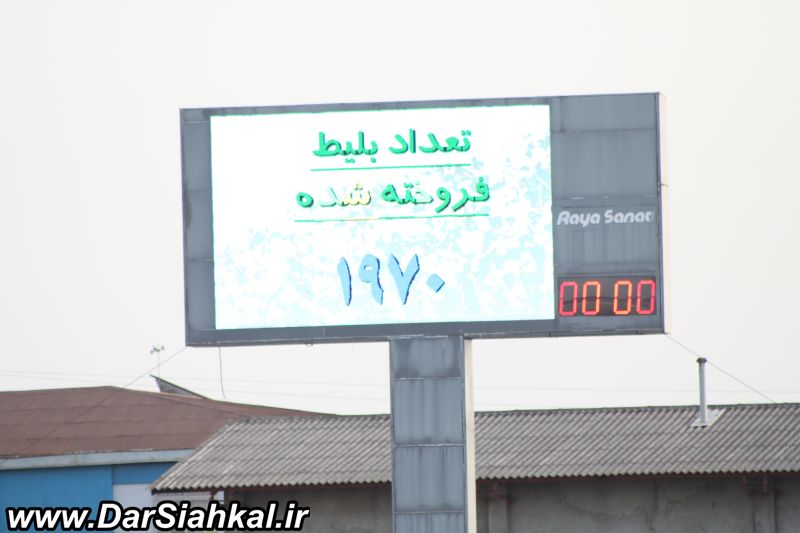 تعداد بلیط
فروخته شده
۱۹۷۰
Raya Sanat
00 00
www.DarSiahkal.ir